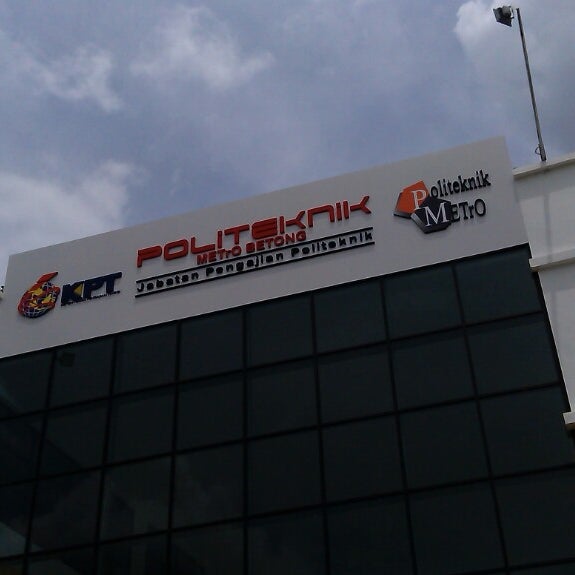 KPT
POLITEKNIK
METrO BETONG
Jabatan Pengajian Politeknik
Politeknik
METrO